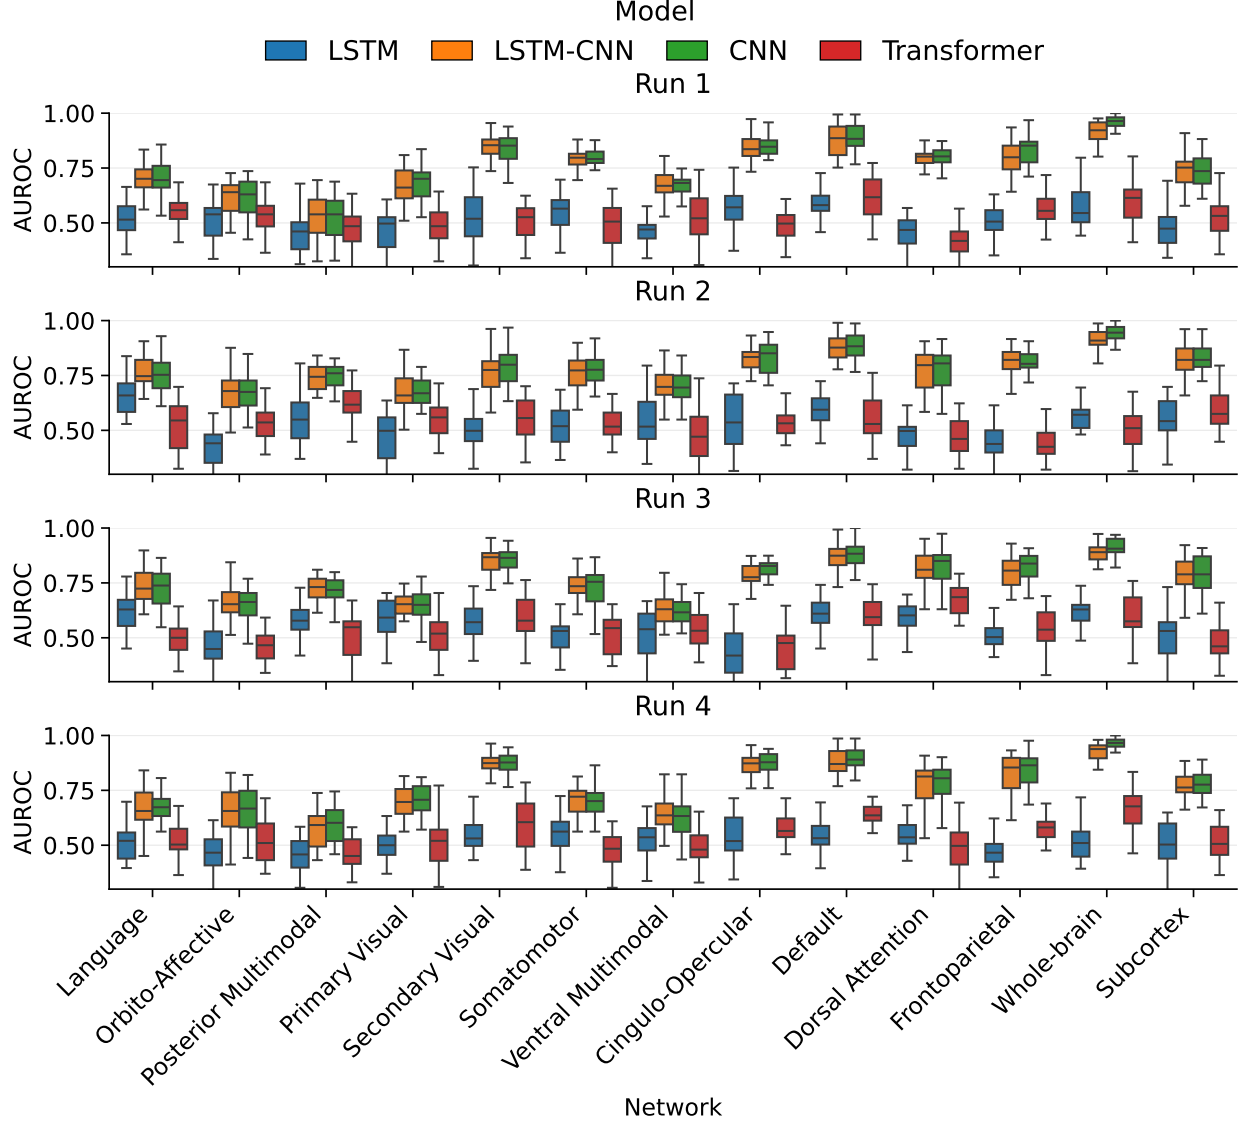 Model
LSTM LSTM-CNN CNN Transformer
Run 1
AUROC
1.00
0.75
0.50
Run 2
AUROC
1.00
0.75
0.50
Run 3
AUROC
1.00
0.75
0.50
Run 4
AUROC
1.00
0.75
0.50
Language
Orbito-Affective
Posterior Multimodal
Primary Visual
Secondary Visual
Somatomotor
Ventral Multimodal
Cingulo-Opercular
Default
Dorsal Attention
Frontoparietal
Whole-brain
Subcortex
Network